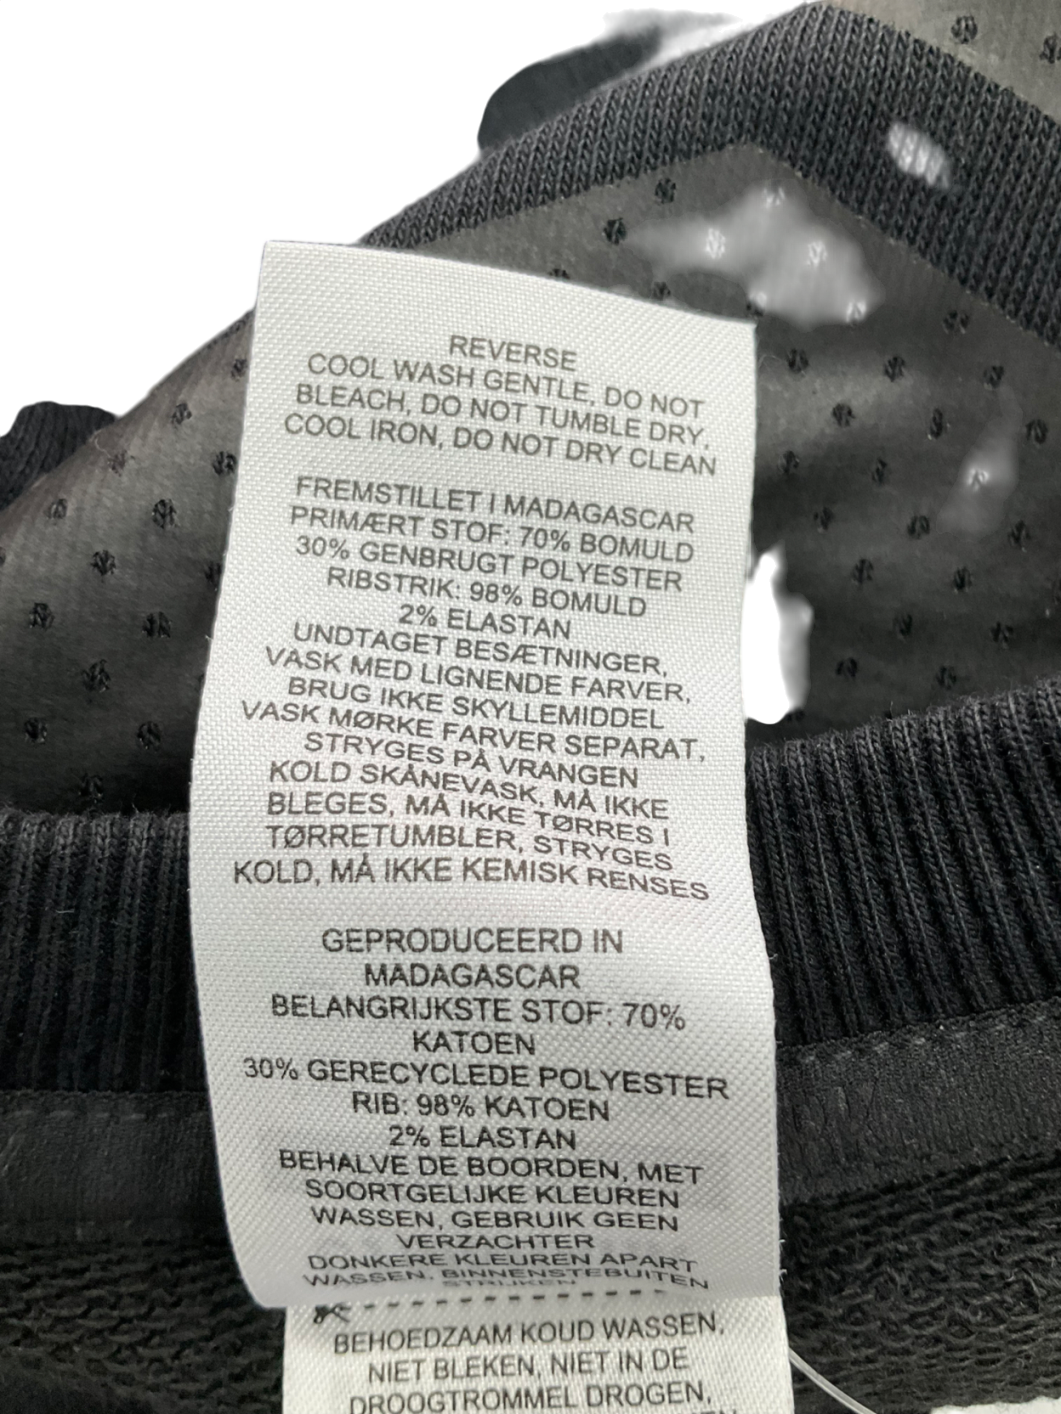 REVERSE
COOL WASH GENTLE, DO NOT
BLEACH, DO NOT TUMBLE DRY,
COOL IRON, DO NOT DRY CLEAN
FREMSTILLET I MADAGASCAR
PRIMÆRT STOF: 70% BOMULD
30% GENBRUGT POLYESTER
RIBSTRIK: 98% BOMULD
2% ELASTAN
UNDTAGET BESÆTNINGER,
VASK MED LIGNENDE FARVER,
BRUG IKKE SKYLLEMIDDEL
VASK MØRKE FARVER SEPARAT,
STRYGES PÅ VRANGEN
KOLD SKÅNEVASK, MÅ IKKE
BLEGES, MÅ IKKE TØRRES I
TØRRETUMBLER, STRYGES
KOLD, MÅ IKKE KEMISK RENSES
GEPRODUCEERD IN
MADAGASCAR
BELANGRIJKSTE STOF: 70%
KATOEN
30% GERECYCLEDE POLYESTER
RIB: 98% KATOEN
2% ELASTAN
BEHALVE DE BOORDEN, MET
SOORTGELIJKE KLEUREN
WASSEN, GEBRUIK GEEN
VERZACHTER
DONKERE KLEUREN APART
WASSEN, BINNENSTEBUITEN
STRIJKEN
BEHOEDZAAM KOUD WASSEN,
NIET BLEKEN, NIET IN DE
DROOGTROMMEL DROGEN,